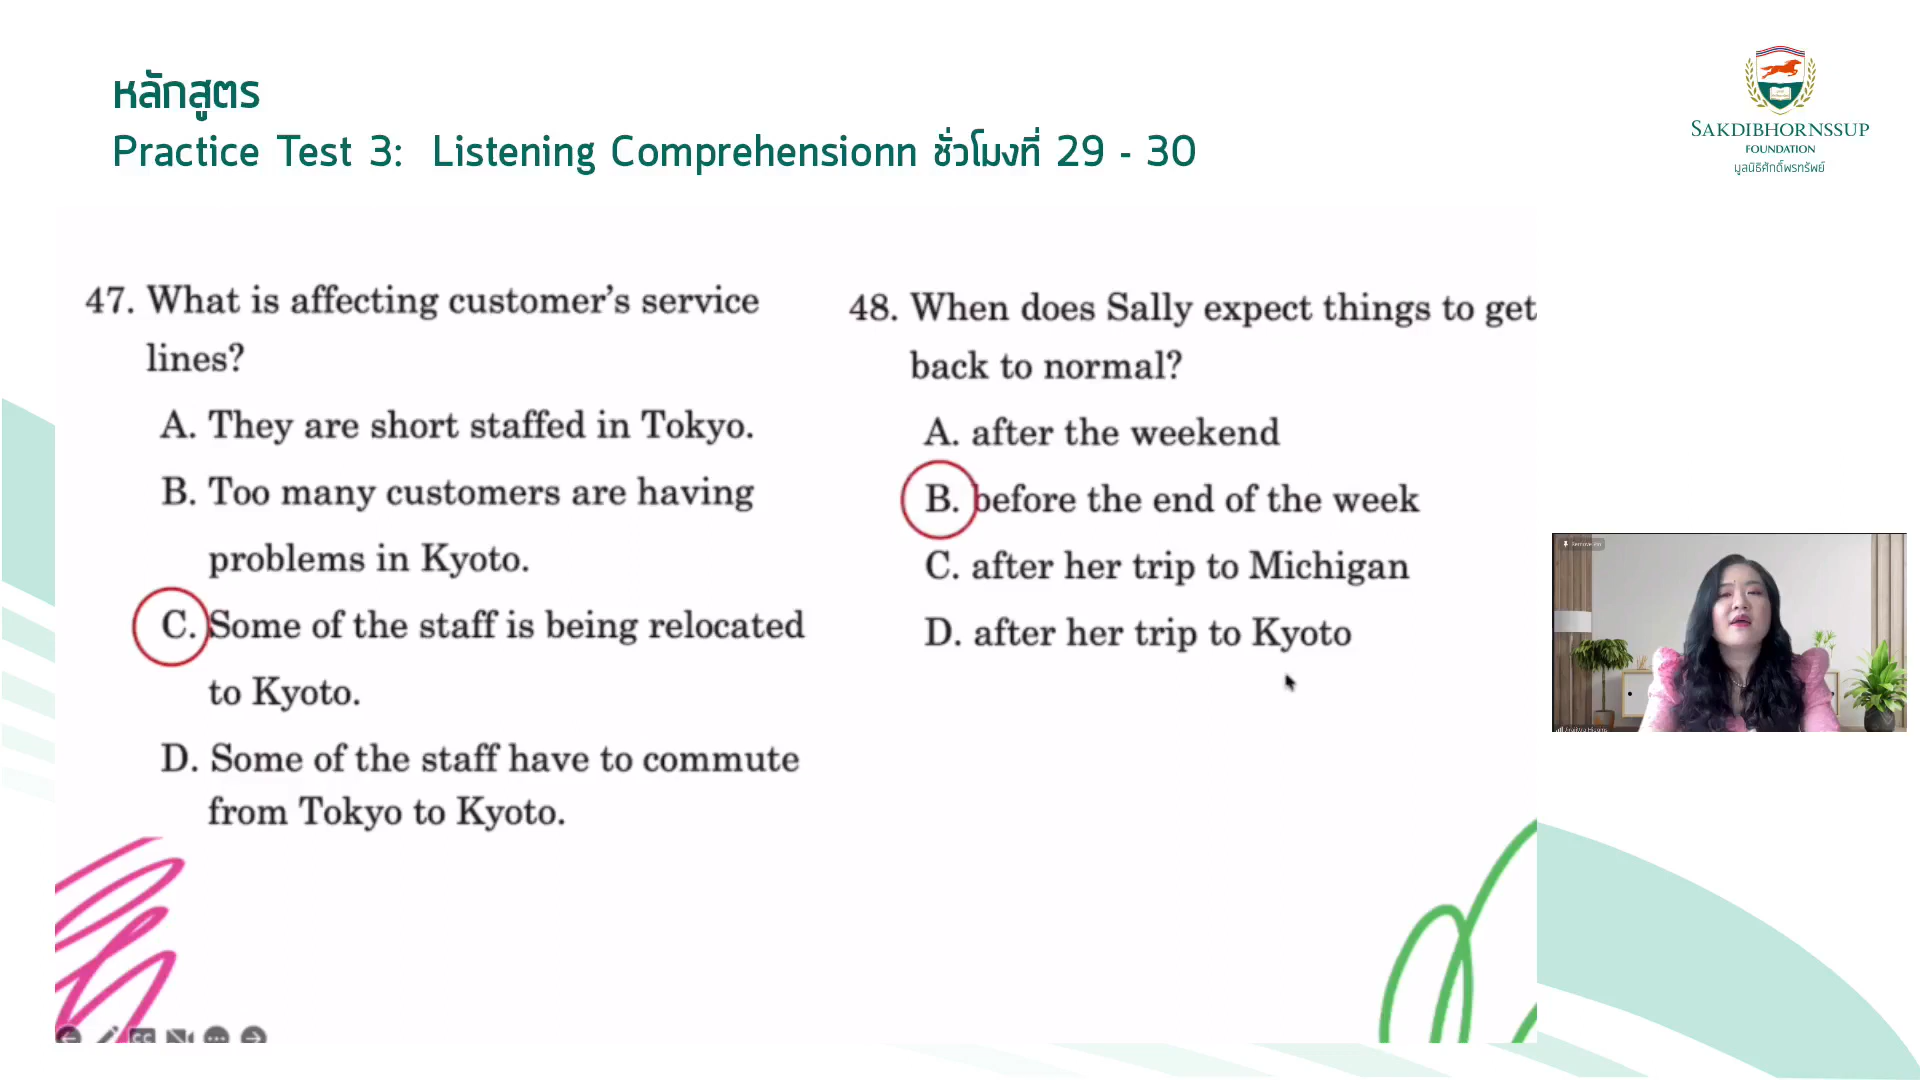 หลักสูตร
Practice Test 3: Listening Comprehensionn ชั่วโมงที่ 29 - 30
SAKDIBHORNSSUP
FOUNDATION
มูลนิธิศักดิ์พรทรัพย์
47. What is affecting customer's service
lines?
A. They are short staffed in Tokyo.
B. Too many customers are having
problems in Kyoto.
C. Some of the staff is being relocated
to Kyoto.
D. Some of the staff have to commute
from Tokyo to Kyoto.
48. When does Sally expect things to get
back to normal?
A. after the weekend
B. before the end of the week
C. after her trip to Michigan
D. after her trip to Kyoto
Remove Pin
CC